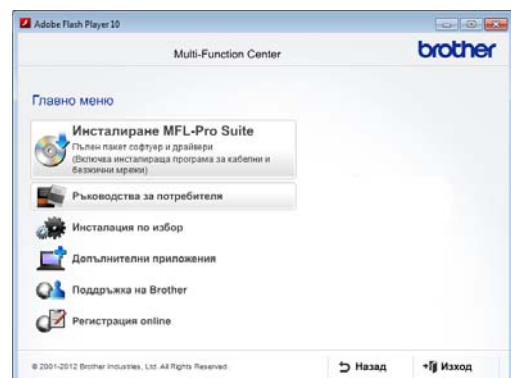 Adobe Flash Player 10
Multi-Function Center
brother
Главно меню
Инсталиране MFL-Pro Suite
Пълен пакет софтуер и драйвери
(Включва инсталираща програма за кабелни и
безжични мрежи)
Ръководства за потребителя
Инсталация по избор
Допълнителни приложения
Поддръжка на Brother
Регистрация online
© 2001-2012 Brother Industries, Ltd. All Rights Reserved.
Назад
Изход